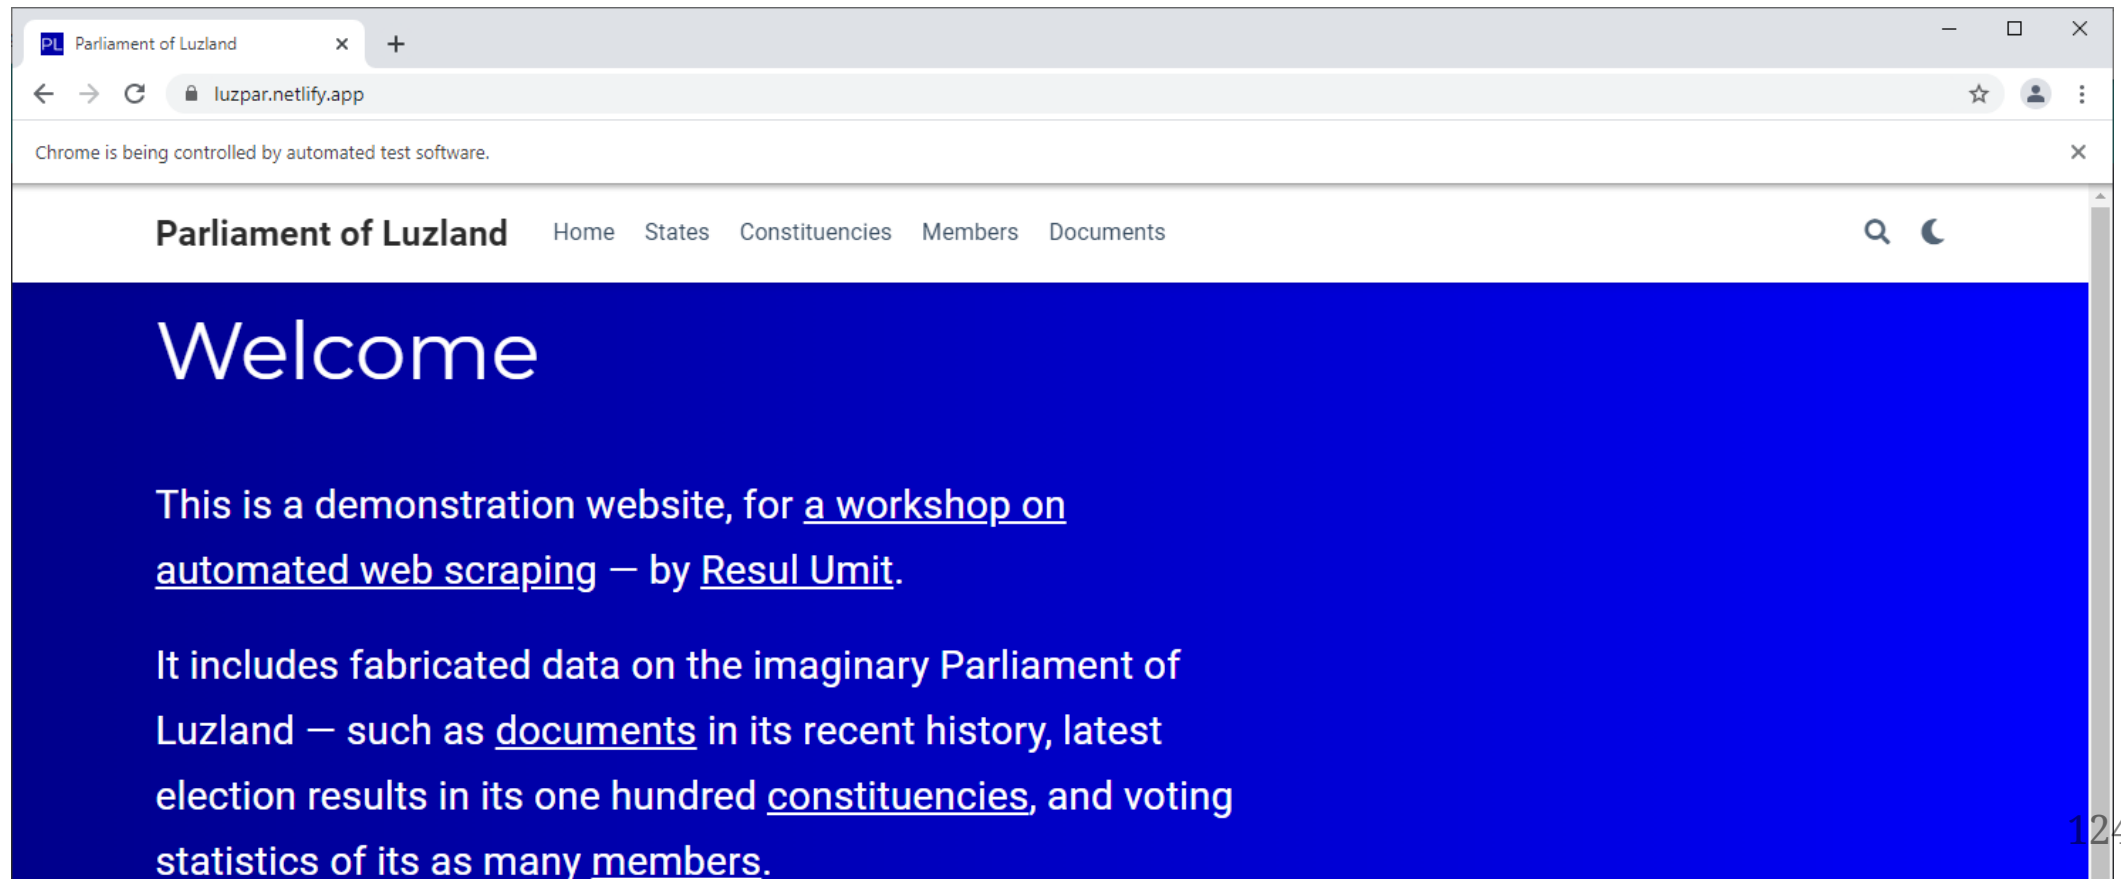 PL Parliament of Luzland
luzpar.netlify.app
Chrome is being controlled by automated test software.
Parliament of Luzland Home States Constituencies Members Documents
Welcome
This is a demonstration website, for a workshop on
automated web scraping — by Resul Umit.
It includes fabricated data on the imaginary Parliament of
Luzland — such as documents in its recent history, latest
election results in its one hundred constituencies, and voting
statistics of its as many members.
124